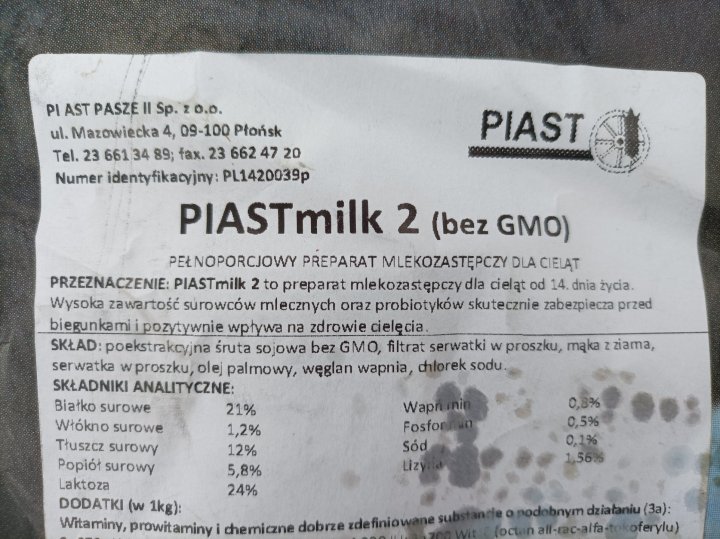 PIAST PASZE II Sp. z o.o.
ul. Mazowiecka 4, 09-100 Płońsk
Tel. 23 661 34 89; fax. 23 662 47 20
Numer identyfikacyjny: PL1420039p
PIAST
PIASTmilk 2 (bez GMO)
PEŁNOPORCJOWY PREPARAT MLEKOZASTĘPCZY DLA CIELĄT
PRZEZNACZENIE: PIASTmilk 2 to preparat mlekozastępczy dla cieląt od 14. dnia życia.
Wysoka zawartość surowców mlecznych oraz probiotyków skutecznie zabezpiecza przed
biegunkami i pozytywnie wpływa na zdrowie cielęcia.
SKŁAD: poekstrakcyjna śruta sojowa bez GMO, filtrat serwatki w proszku, mąka z ziarna,
serwatka w proszku, olej palmowy, węglan wapnia, chlorek sodu.
SKŁADNIKI ANALITYCZNE:
Białko surowe 21% Wapń min 0,8%
Włókno surowe 1,2% Fosfor min 0,5%
Tłuszcz surowy 12% Sód 0,1%
Popiół surowy 5,8% Lizyna 1,56%
Laktoza 24%
DODATKI (w 1kg):
Witaminy, prowitaminy i chemiczne dobrze zdefiniowane substancje o podobnym działaniu (3a):
(octan all-rac-alfa-tokoferylu)